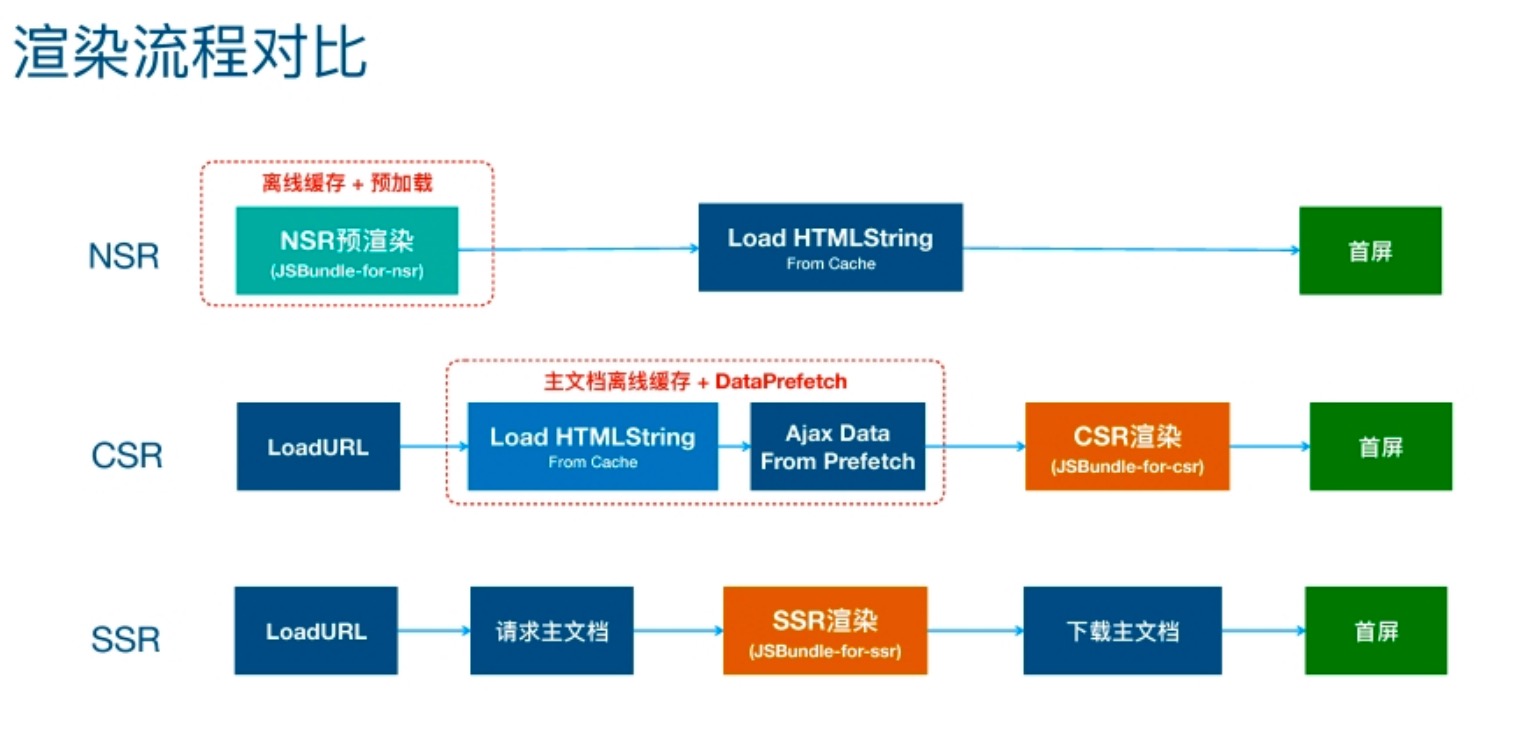 渲染流程对比
离线缓存 + 预加载
NSR
NSR预渲染
(JSBundle-for-nsr)
Load HTMLString
From Cache
首屏
主文档离线缓存 + DataPrefetch
CSR
LoadURL
Load HTMLString
From Cache
Ajax Data
From Prefetch
CSR渲染
(JSBundle-for-csr)
首屏
SSR
LoadURL
请求主文档
SSR渲染
(JSBundle-for-ssr)
下载主文档
首屏